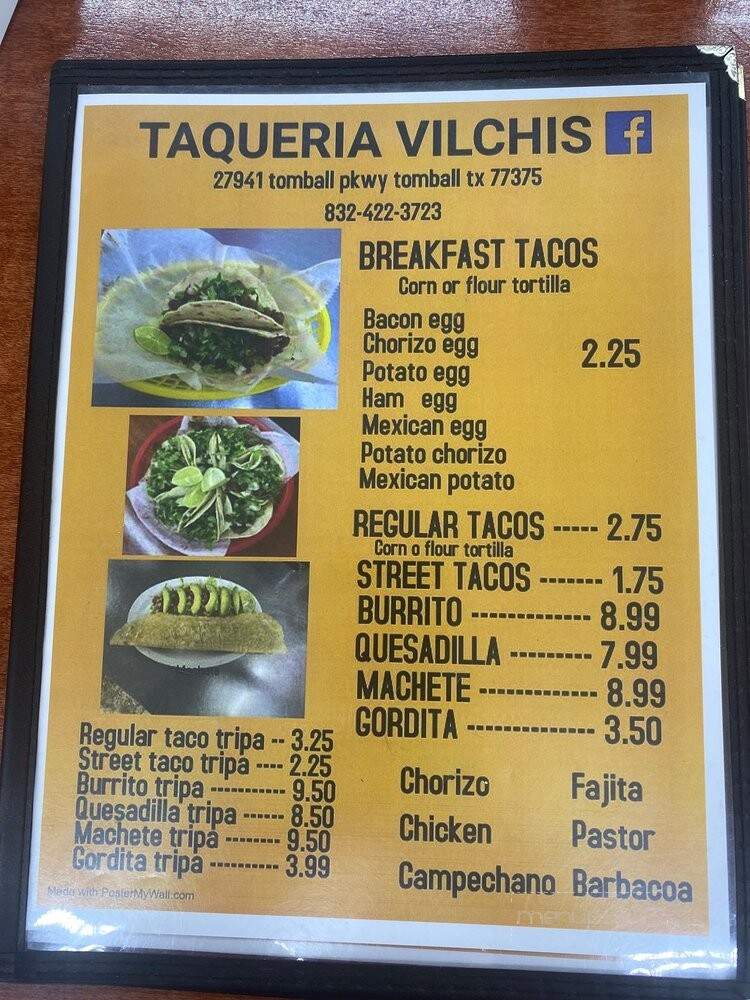 TAQUERIA VILCHIS f
27941 tomball pkwy tomball tx 77375
832-422-3723
BREAKFAST TACOS
Corn or flour tortilla
Bacon egg
Chorizo egg
2.25
Potato egg
Ham egg
Mexican egg
Potato chorizo
Mexican potato
REGULAR TACOS ----- 2.75
Corn o flour tortilla
STREET TACOS ------- 1.75
BURRITO ------------- 8.99
QUESADILLA --------- 7.99
MACHETE ------------- 8.99
GORDITA -------------- 3.50
Regular taco tripa -- 3.25
Street taco tripa ---- 2.25
Burrito tripa ----------- 9.50
Quesadilla tripa ------ 8.50
Machete tripa -------- 9.50
Gordita tripa ---------- 3.99
Chorizo Fajita
Chicken Pastor
Campechano Barbacoa
Made with PosterMyWall.com